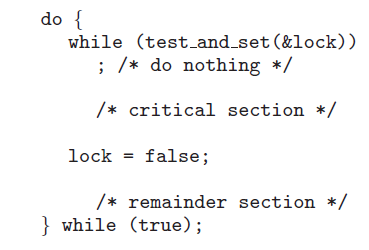 do {
while (test_and_set(&lock))
; /* do nothing */
/* critical section */
lock = false;
/* remainder section */
} while (true);